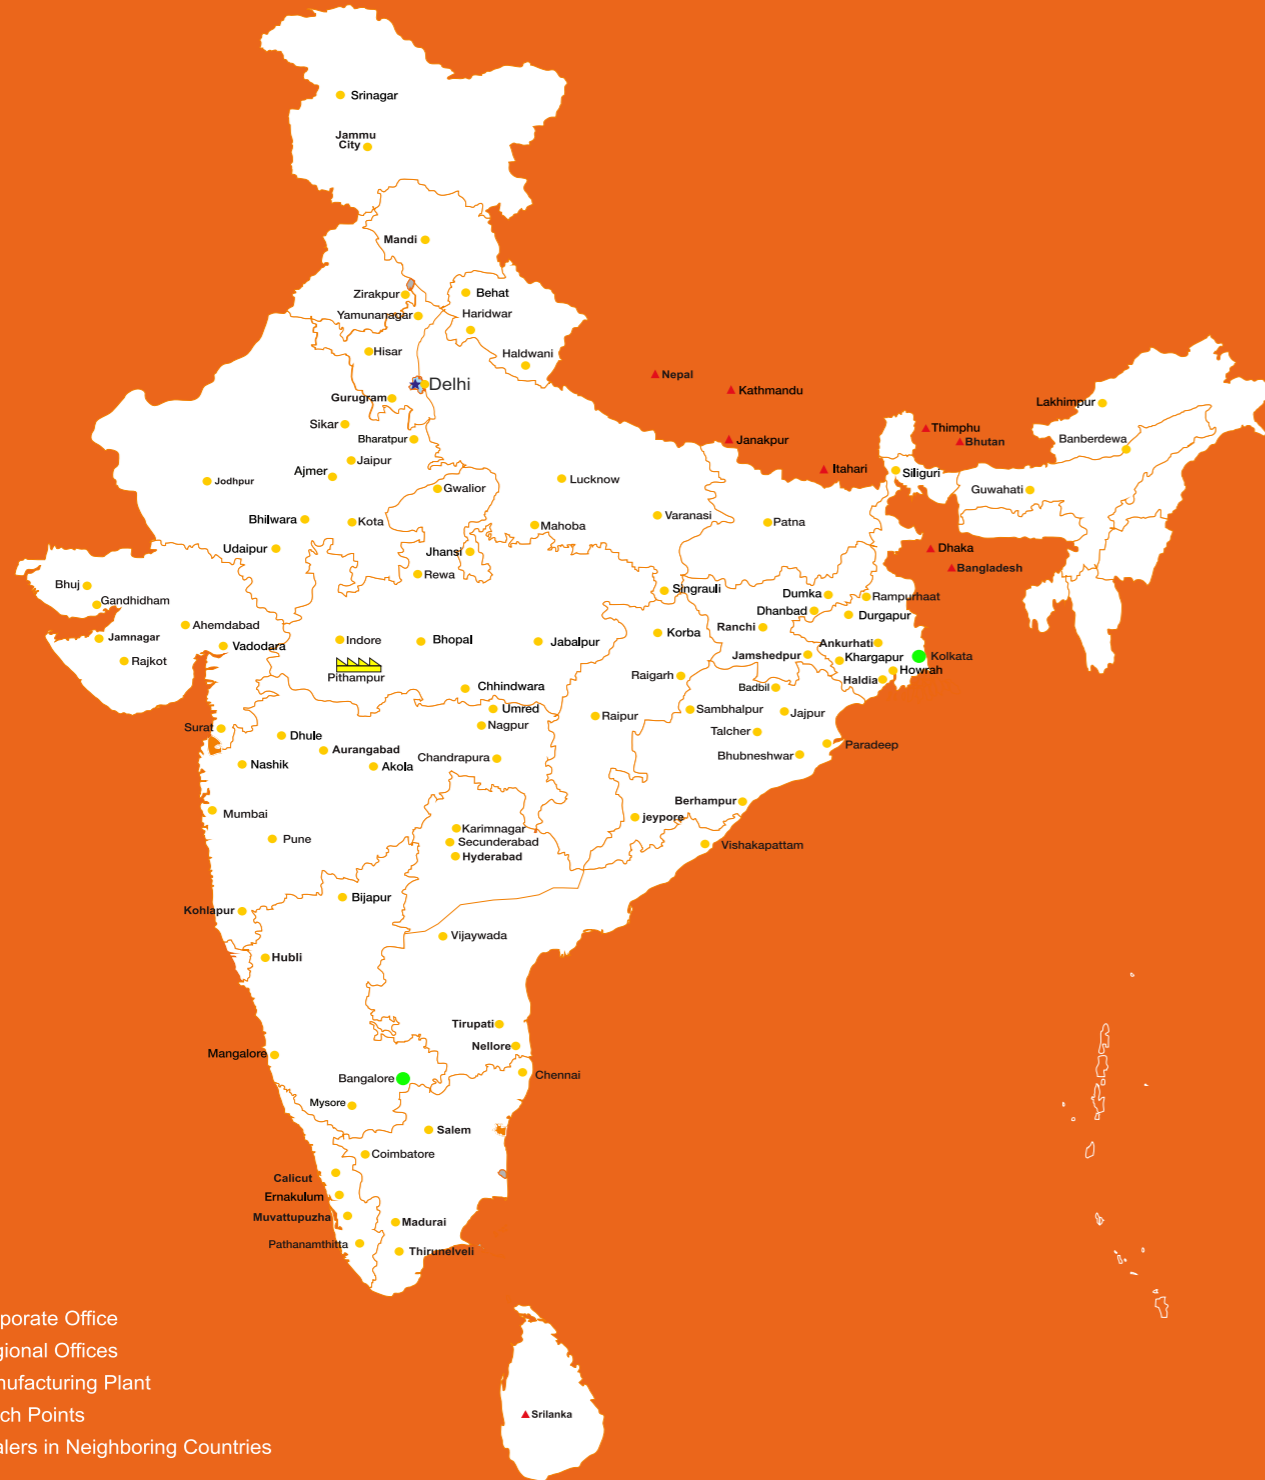 Srinagar
Jammu
City
Mandi
Zirakpur
Behat
Yamunanagar
Haridwar
Hisar
Haldwani
Delhi
Nepal
Kathmandu
Gurugram
Lakhimpur
Sikar
Bharatpur
Janakpur
Thimphu
Bhutan
Banberdewa
Jaipur
Ajmer
Itahari
Siliguri
Jodhpur
Gwalior
Lucknow
Guwahati
Bhilwara
Kota
Mahoba
Varanasi
Patna
Udaipur
Jhansi
Dhaka
Bangladesh
Rewa
Bhuj
Gandhidham
Singrauli
Dumka
Rampurhaat
Dhanbad
Durgapur
Ahemdabad
Ranchi
Jamnagar
Vadodara
Indore
Bhopal
Jabalpur
Korba
Ankurhati
Rajkot
Jamshedpur
Khargapur
Kolkata
Howrah
Pithampur
Raigarh
Haldia
Chhindwara
Badbil
Umred
Sambhalpur
Jajpur
Raipur
Surat
Nagpur
Talcher
Dhule
Paradeep
Aurangabad
Chandrapura
Bhubneshwar
Nashik
Akola
Berhampur
Mumbai
jeypore
Karimnagar
Pune
Secunderabad
Vishakapattam
Hyderabad
Bijapur
Kohlapur
Vijaywada
Hubli
Tirupati
Nellore
Mangalore
Bangalore
Chennai
Mysore
Salem
Coimbatore
Calicut
Ernakulum
Muvattupuzha
Madurai
Pathanamthitta
Thirunelveli
porate Office
gional Offices
nufacturing Plant
ch Points
alers in Neighboring Countries
Srilanka